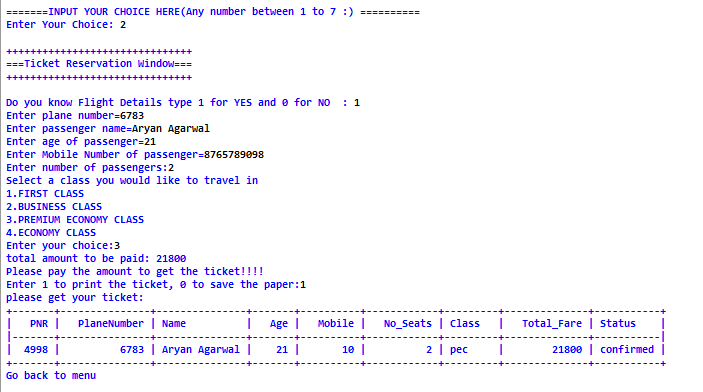 =======INPUT YOUR CHOICE HERE(Any number between 1 to 7 :) ==========
Enter Your Choice: 2
+++++++++++++++++++++++++++++++
===Ticket Reservation Window===
+++++++++++++++++++++++++++++++
Do you know Flight Details type 1 for YES and 0 for NO  : 1
Enter plane number=6783
Enter passenger name=Aryan Agarwal
Enter age of passenger=21
Enter Mobile Number of passenger=8765789098
Enter number of passengers:2
Select a class you would like to travel in
1.FIRST CLASS
2.BUSINESS CLASS
3.PREMIUM ECONOMY CLASS
4.ECONOMY CLASS
Enter your choice:3
total amount to be paid: 21800
Please pay the amount to get the ticket!!!!
Enter 1 to print the ticket, 0 to save the paper:1
please get your ticket:
+-------+---------------+---------------+-------+----------+------------+---------+--------------+-----------+
|   PNR |   PlaneNumber | Name          |   Age |   Mobile |   No_Seats | Class   |   Total_Fare | Status    |
|-------+---------------+---------------+-------+----------+------------+---------+--------------+-----------|
|  4998 |          6783 | Aryan Agarwal |    21 |       10 |          2 | pec     |        21800 | confirmed |
+-------+---------------+---------------+-------+----------+------------+---------+--------------+-----------+
Go back to menu